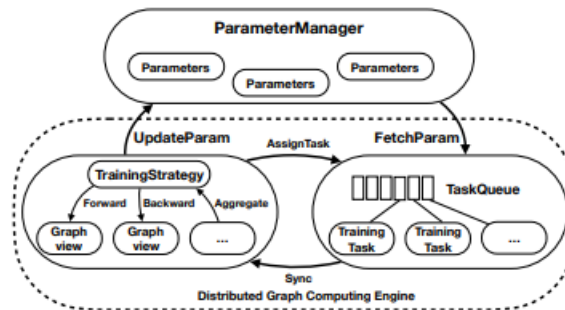 ParameterManager
Parameters
Parameters
Parameters
UpdateParam
AssignTask
FetchParam
TrainingStrategy
Forward
Backward
Aggregate
Graph
view
Graph
view
...
TaskQueue
Training
Task
Training
Task
...
Sync
Distributed Graph Computing Engine